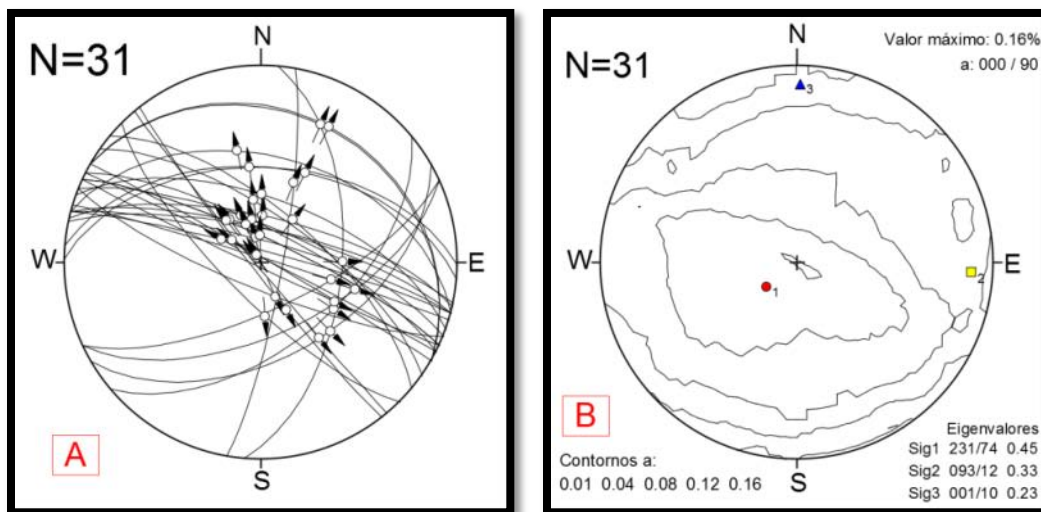 N=31
N
W
E
S
A
N=31
N
Valor máximo: 0.16%
a: 000 / 90
3
W
E
1
2
B
S
Contornos a:
0.01 0.04 0.08 0.12 0.16
Eigenvalores
Sig1 231/74 0.45
Sig2 093/12 0.33
Sig3 001/10 0.23